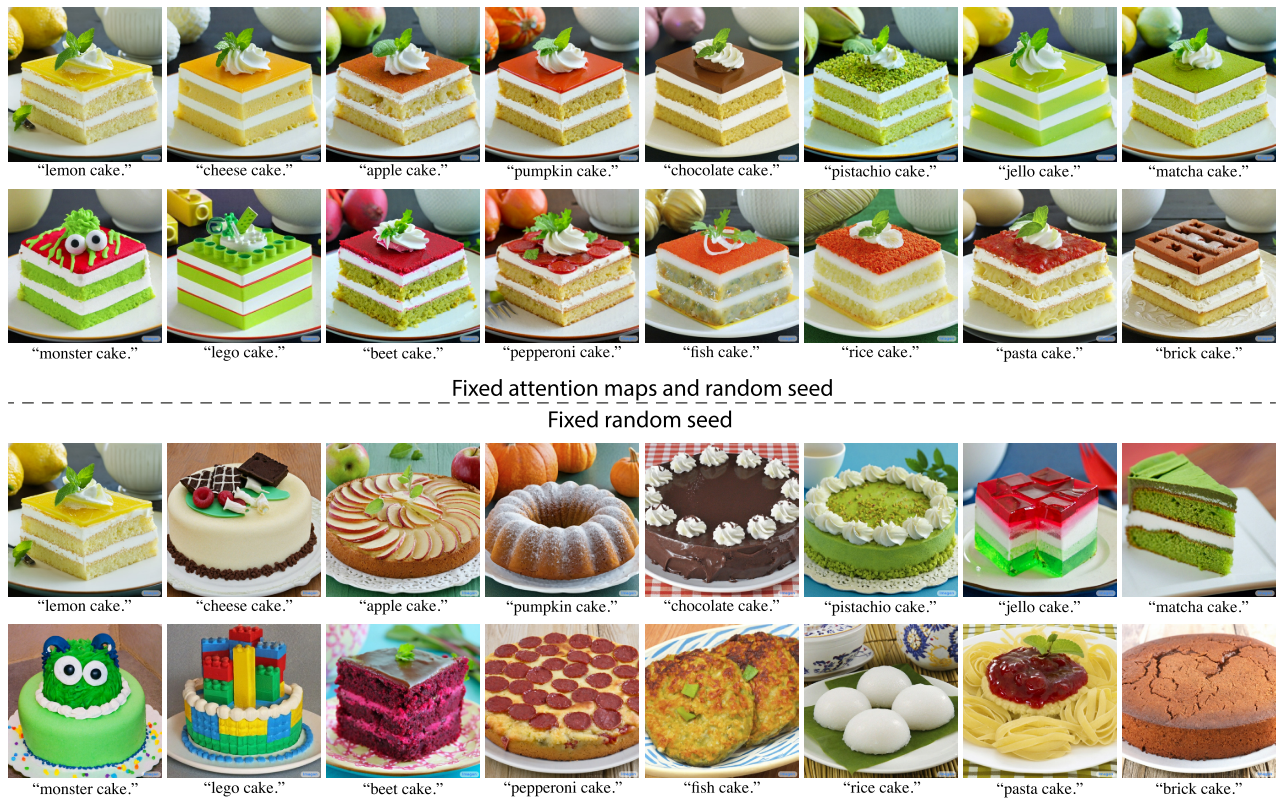 “lemon cake.” “cheese cake.” “apple cake.” “pumpkin cake.” “chocolate cake.” “pistachio cake.” “jello cake.” “matcha cake.”
“monster cake.” “lego cake.” “beet cake.” “pepperoni cake.” “fish cake.” “rice cake.” “pasta cake.” “brick cake.”
Fixed attention maps and random seed
Fixed random seed
“lemon cake.” “cheese cake.” “apple cake.” “pumpkin cake.” “chocolate cake.” “pistachio cake.” “jello cake.” “matcha cake.”
“monster cake.” “lego cake.” “beet cake.” “pepperoni cake.” “fish cake.” “rice cake.” “pasta cake.” “brick cake.”